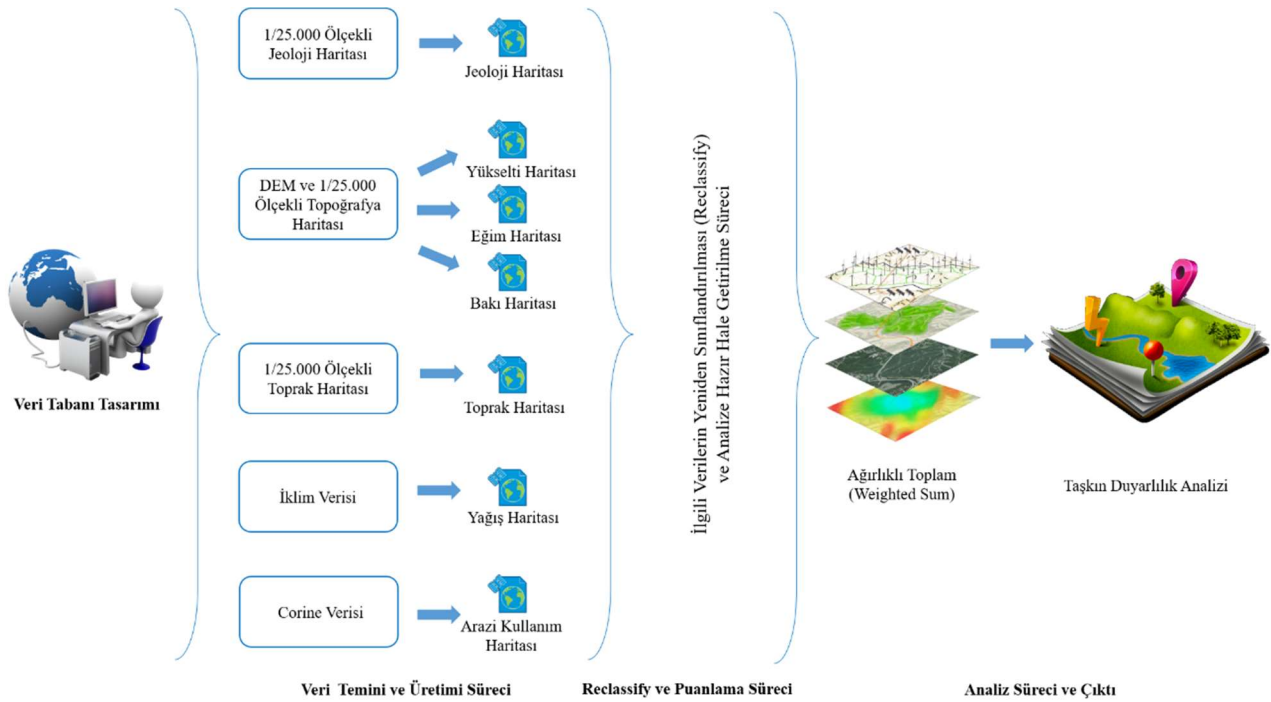 1/25.000 Ölçekli
Jeoloji Haritası
Jeoloji Haritası
DEM ve 1/25.000
Ölçekli Topoğrafya
Haritası
Yükselti Haritası
Eğim Haritası
Bakı Haritası
Veri Tabanı Tasarımı
1/25.000 Ölçekli
Toprak Haritası
Toprak Haritası
İklim Verisi
Yağış Haritası
Corine Verisi
Arazi Kullanım
Haritası
İlgili Verilerin Yeniden Sınıflandırılması (Reclassify)
ve Analize Hazır Hale Getirilme Süreci
Ağırlıklı Toplam
(Weighted Sum)
Taşkın Duyarlılık Analizi
Veri Temini ve Üretimi Süreci
Reclassify ve Puanlama Süreci
Analiz Süreci ve Çıktı